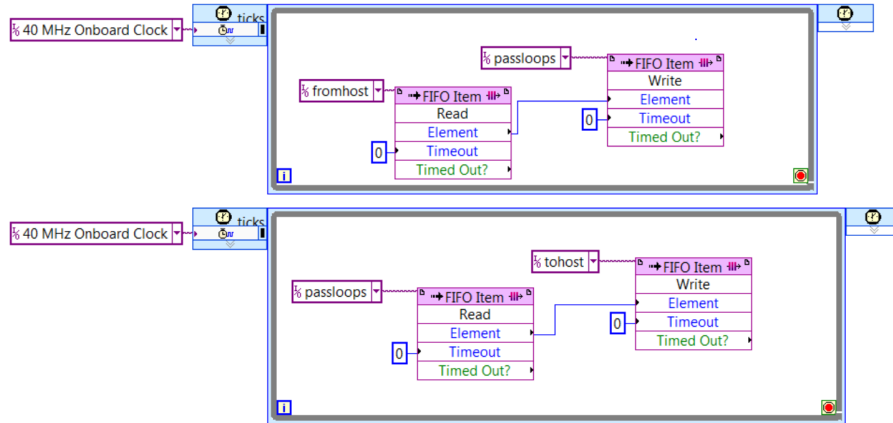 ticks
40 MHz Onboard Clock
passloops
FIFO Item
Write
fromhost
FIFO Item
Read
Element
Element
0
Timeout
Timed Out?
0
Timeout
Timed Out?
i
ticks
40 MHz Onboard Clock
tohost
FIFO Item
Write
passloops
FIFO Item
Read
Element
Element
0
Timeout
Timed Out?
0
Timeout
Timed Out?
i